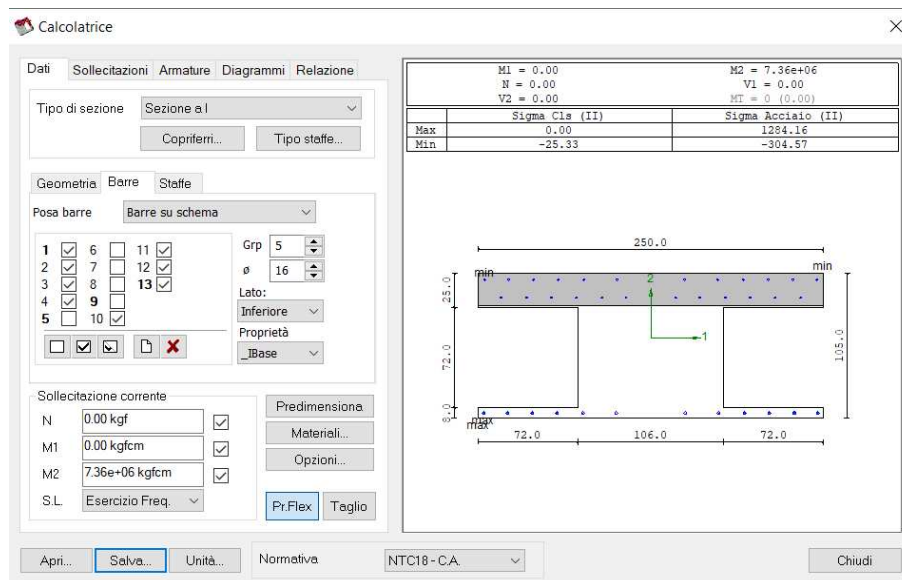 Calcolatrice
Dati Sollecitazioni Armature Diagrammi Relazione
Tipo di sezione Sezione a I
Copriferri... Tipo staffe...
Geometria Barre Staffe
Posa barre Barre su schema
1 6 11
2 7 12
3 8 13
4 9
5 10
Grp 5
ø 16
Lato:
Inferiore
Proprietà
_IBase
Sollecitazione corrente
N 0.00 kgf
M1 0.00 kgfcm
M2 7.36e+06 kgfcm
S.L. Esercizio Freq.
Predimensiona
Materiali...
Opzioni...
Pr.Flex Taglio
M1 = 0.00 M2 = 7.36e+06
N = 0.00 V1 = 0.00
V2 = 0.00 MT = 0 (0.00)
Sigma Cls (II) Sigma Acciaio (II)
Max 0.00 1284.16
Min -25.33 -304.57
250.0
min min
25.0
2
1
72.0
105.0
8.0
max
max
72.0 106.0 72.0
Apri... Salva... Unità... Normativa NTC18 - C.A. Chiudi